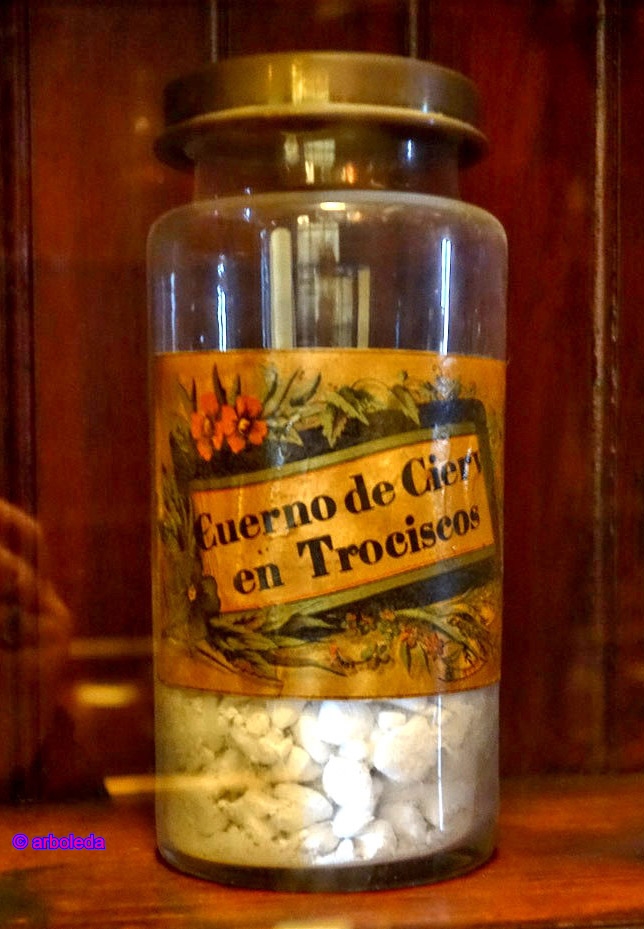 Cuerno de Cierv
en Trociscos
© arboleda